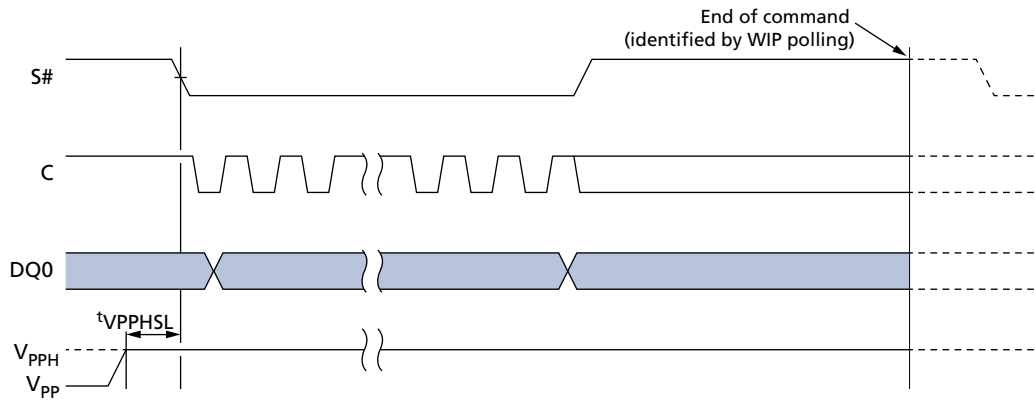 End of command
(identified by WIP polling)
S#
C
DQ0
tVPPHSL
VPPH
VPP